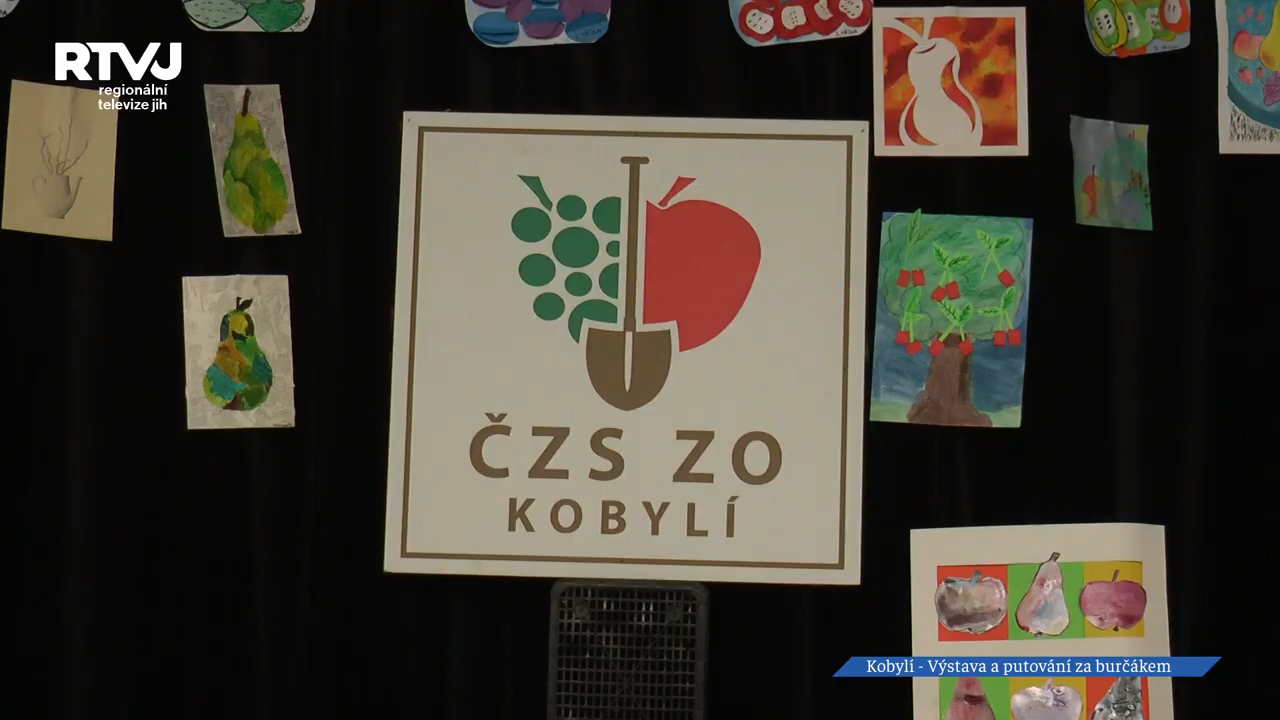 RTVJ
regionální
televize jih
ČZS ZO
KOBYLÍ
Kobylí - Výstava a putování za burčákem